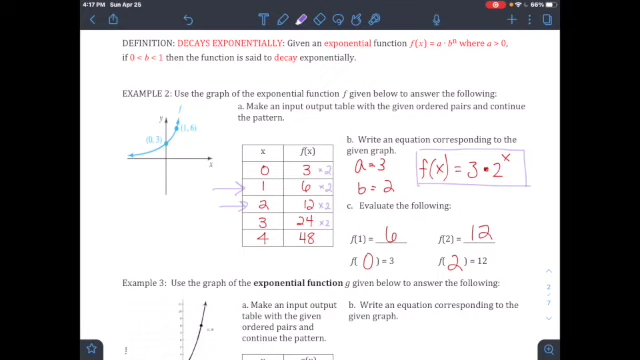 4:17 PM Sun Apr 25
66%
DEFINITION: DECAYS EXPONENTIALLY: Given an exponential function f(x) = a · bⁿ where a > 0,
if 0 < b < 1 then the function is said to decay exponentially.
EXAMPLE 2: Use the graph of the exponential function f given below to answer the following:
a. Make an input output table with the given ordered pairs and continue
the pattern.
y
f
(0, 3)
(1, 6)
x
x f(x)
0 3 ×2
1 6 ×2
2 12 ×2
3 24 ×2
4 48
b. Write an equation corresponding to the
given graph.
a = 3
b = 2
f(x) = 3 • 2ˣ
c. Evaluate the following:
f(1) = 6 f(2) = 12
f( 0 ) = 3 f( 2 ) = 12
Example 3: Use the graph of the exponential function g given below to answer the following:
a. Make an input output
table with the given ordered
pairs and continue the
pattern.
b. Write an equation corresponding to the
given graph.
2
7